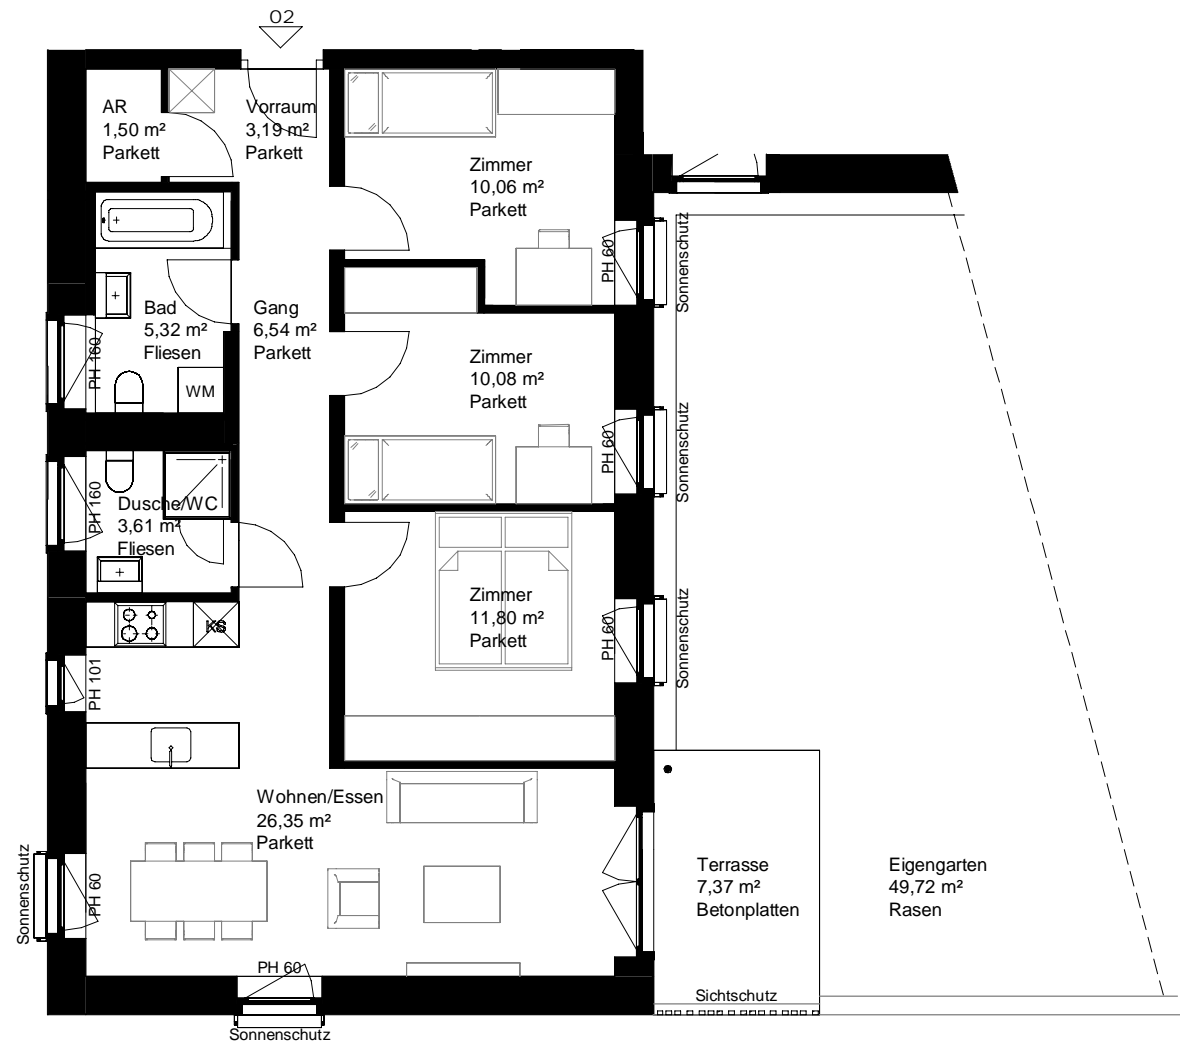 02
AR
1,50 m²
Parkett
Vorraum
3,19 m²
Parkett
Zimmer
10,06 m²
Parkett
PH 60
Sonnenschutz
Bad
5,32 m²
Fliesen
PH 160
WM
Gang
6,54 m²
Parkett
Zimmer
10,08 m²
Parkett
PH 60
Sonnenschutz
Dusche/WC
3,61 m²
Fliesen
PH 160
Zimmer
11,80 m²
Parkett
PH 60
Sonnenschutz
KS
PH 101
Wohnen/Essen
26,35 m²
Parkett
Sonnenschutz
PH 60
PH 60
Sonnenschutz
Terrasse
7,37 m²
Betonplatten
Sichtschutz
Eigengarten
49,72 m²
Rasen